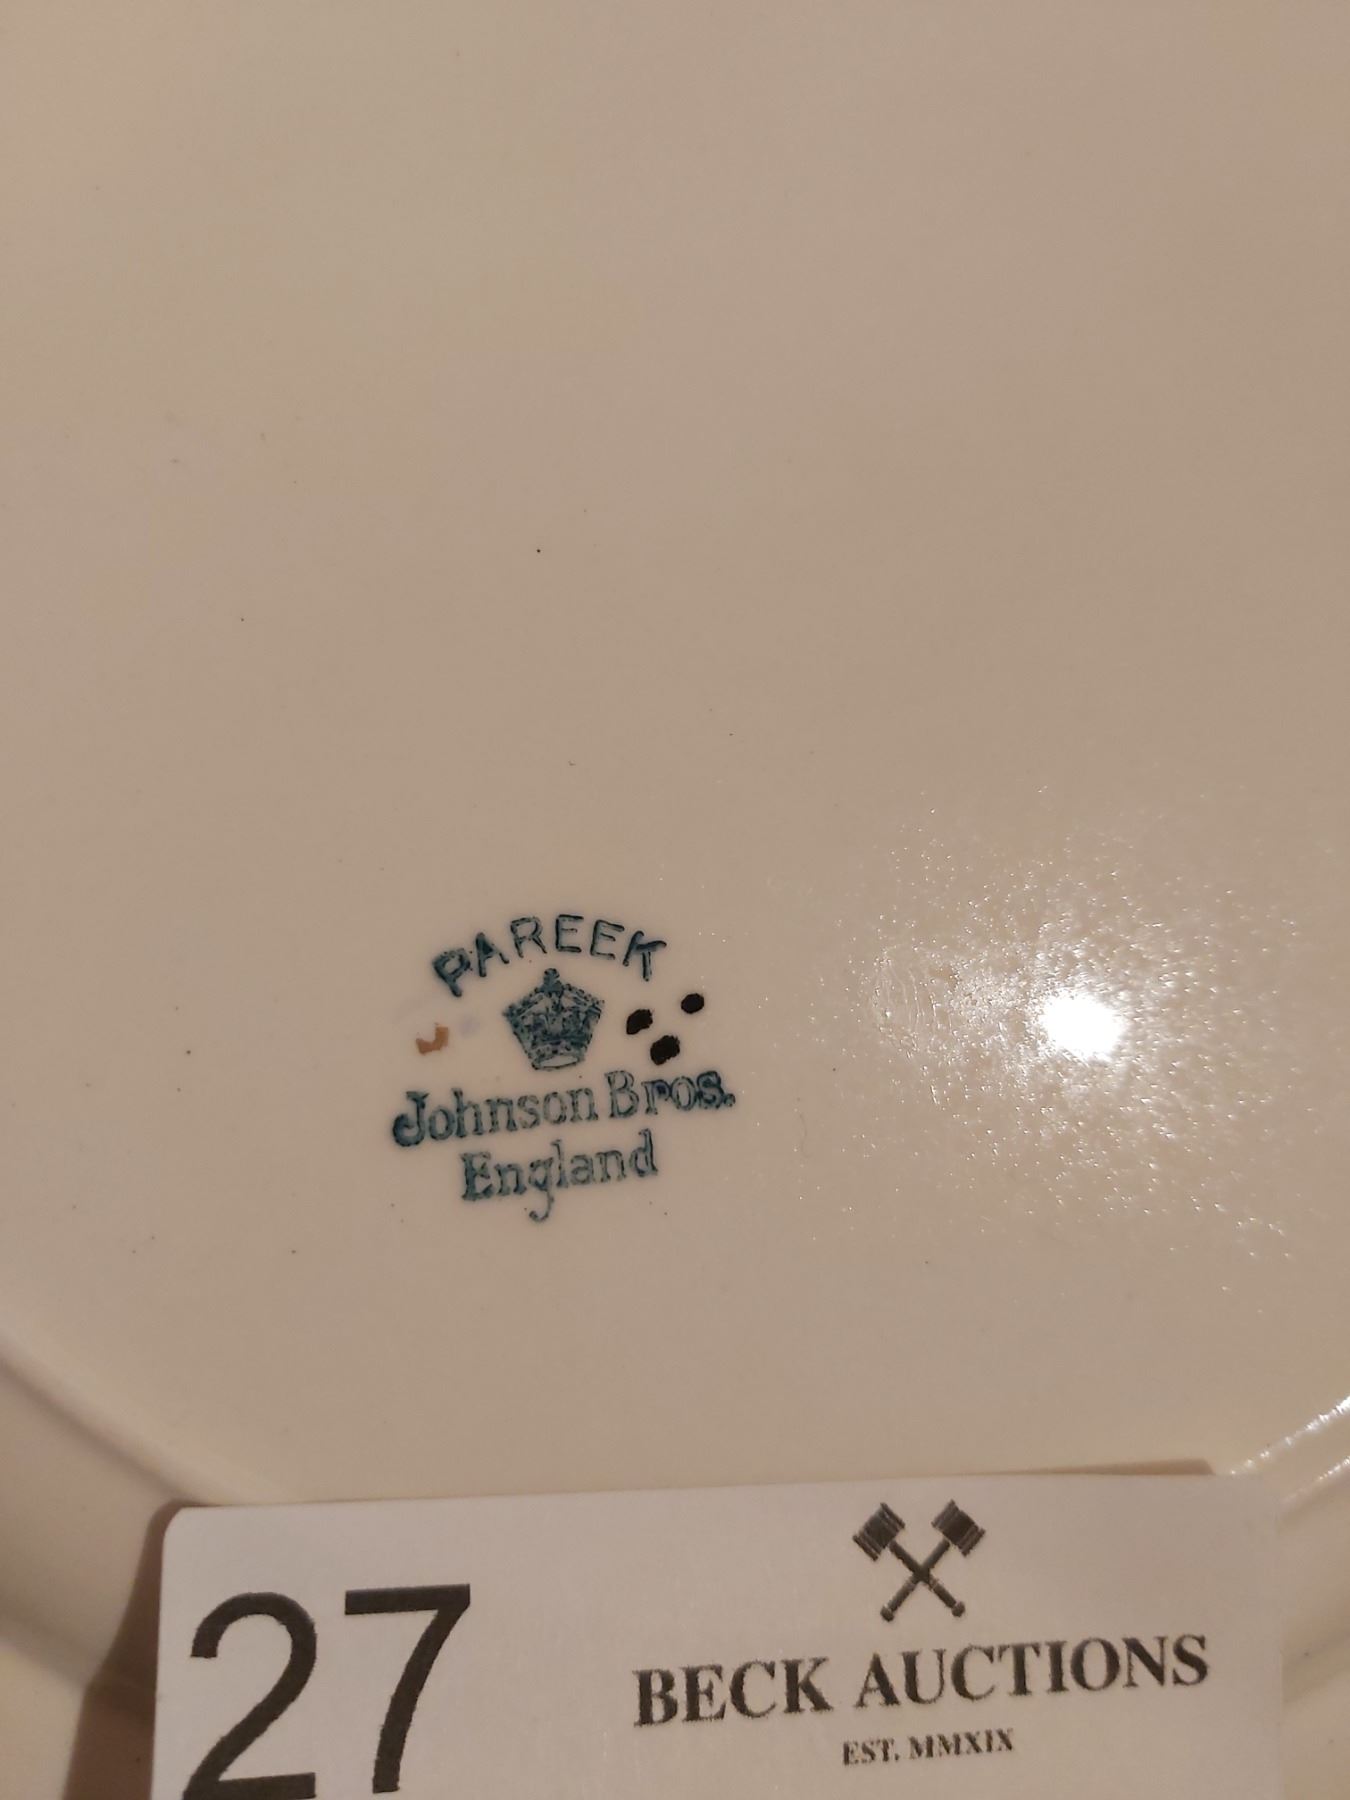 PAREEK
Johnson Bros.
England
27
BECK AUCTIONS
EST. MMXIX